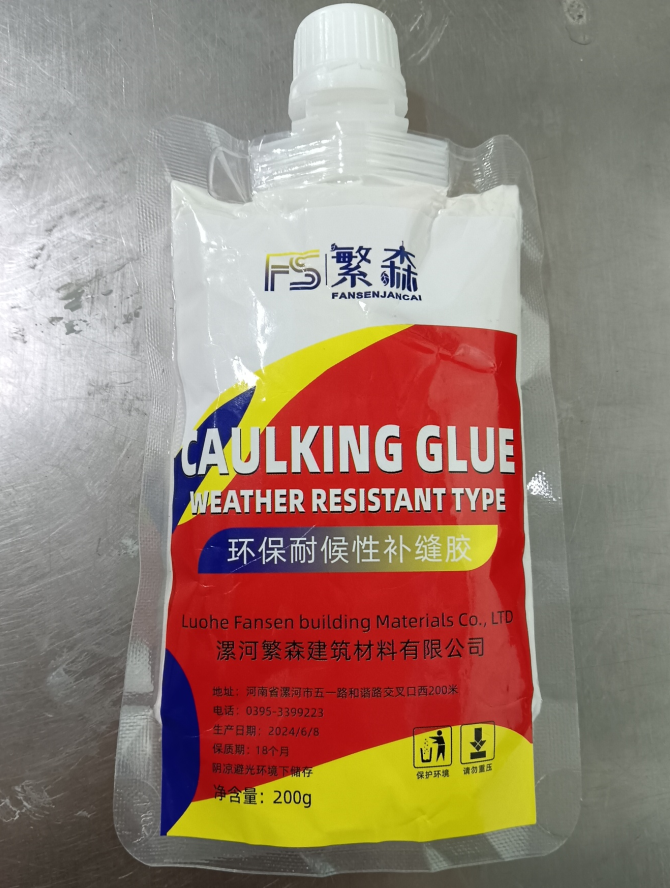 FS 繁森
FANSENJANCAI
CAULKING GLUE
WEATHER RESISTANT TYPE
环保耐候性补缝胶
Luohe Fansen building Materials Co., LTD
漯河繁森建筑材料有限公司
地址：河南省漯河市五一路和谐路交叉口西200米
电话：0395-3399223
生产日期：2024/6/8
保质期：18个月
阴凉避光环境下储存
净含量：200g
保护环境 请勿重压